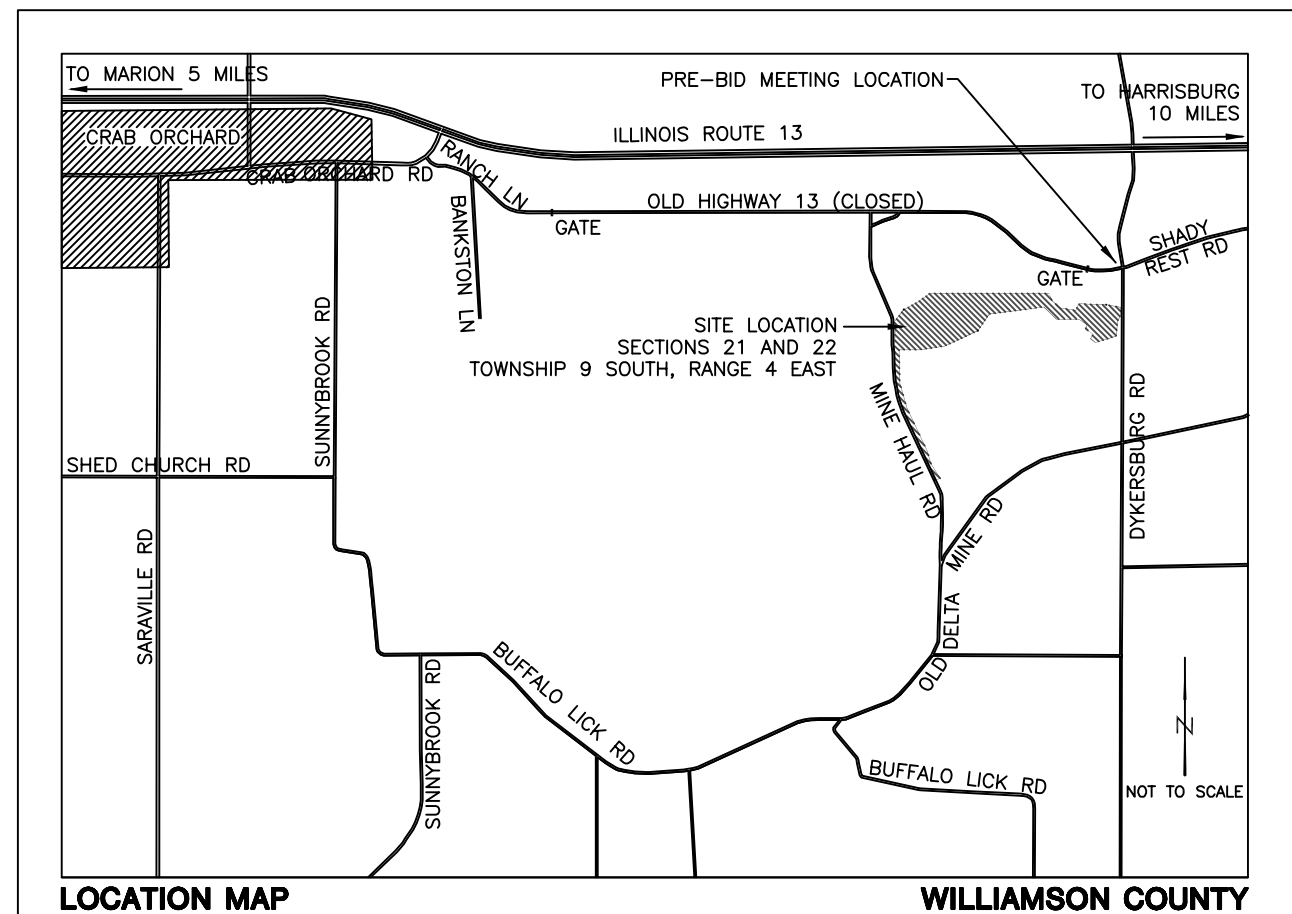 TO MARION 5 MILES
PRE-BID MEETING LOCATION
TO HARRISBURG
10 MILES
CRAB ORCHARD
ILLINOIS ROUTE 13
CRAB ORCHARD RD
RANCH LN
BANKSTON LN
OLD HIGHWAY 13 (CLOSED)
GATE
SHADY
REST RD
GATE
SITE LOCATION
SECTIONS 21 AND 22
TOWNSHIP 9 SOUTH, RANGE 4 EAST
SUNNYBROOK RD
MINE HAUL RD
DYKERSBURG RD
SHED CHURCH RD
SARAVILLE RD
OLD DELTA MINE RD
BUFFALO LICK RD
SUNNYBROOK RD
BUFFALO LICK RD
N
NOT TO SCALE
LOCATION MAP
WILLIAMSON COUNTY